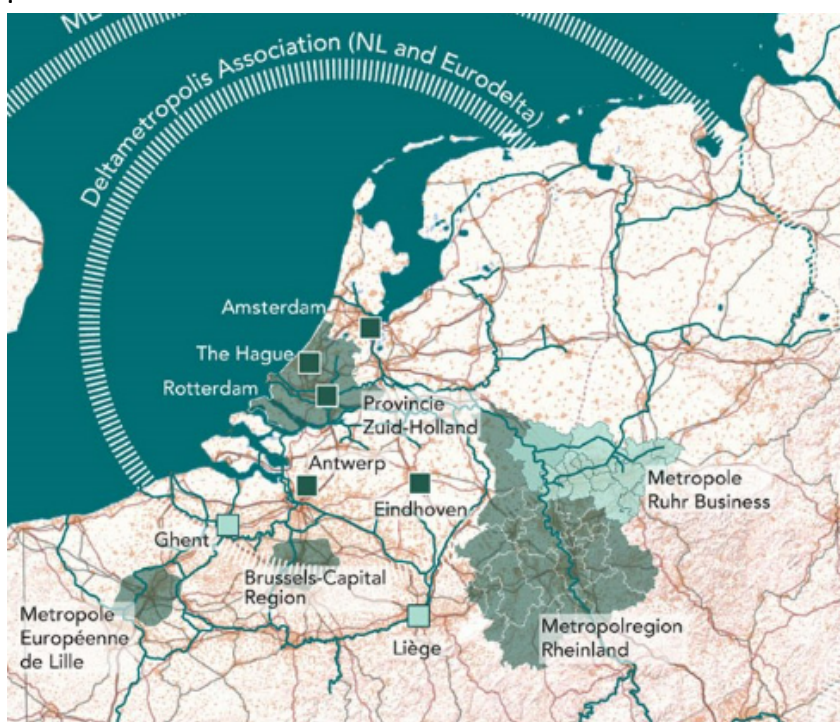 ME
Deltametropolis Association (NL and Eurodelta)
Amsterdam
The Hague
Rotterdam
Provincie
Zuid-Holland
Antwerp
Metropole
Ruhr Business
Eindhoven
Ghent
Brussels-Capital
Region
Metropole
Européenne
de Lille
Liège
Metropolregion
Rheinland